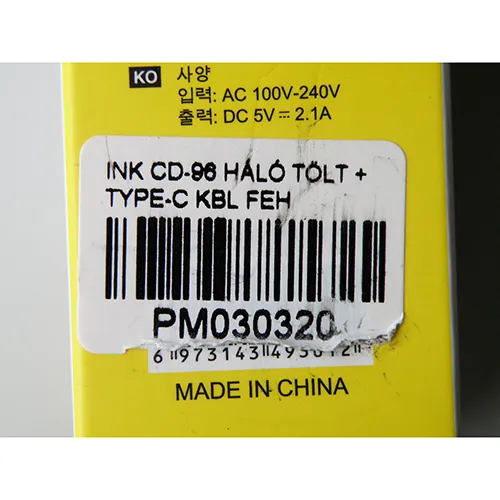 KO 사양
입력: AC 100V-240V
출력: DC 5V⎓2.1A
INK CD-96 HÁLÓ TÖLT +
TYPE-C KBL FEH
PM030320
MADE IN CHINA